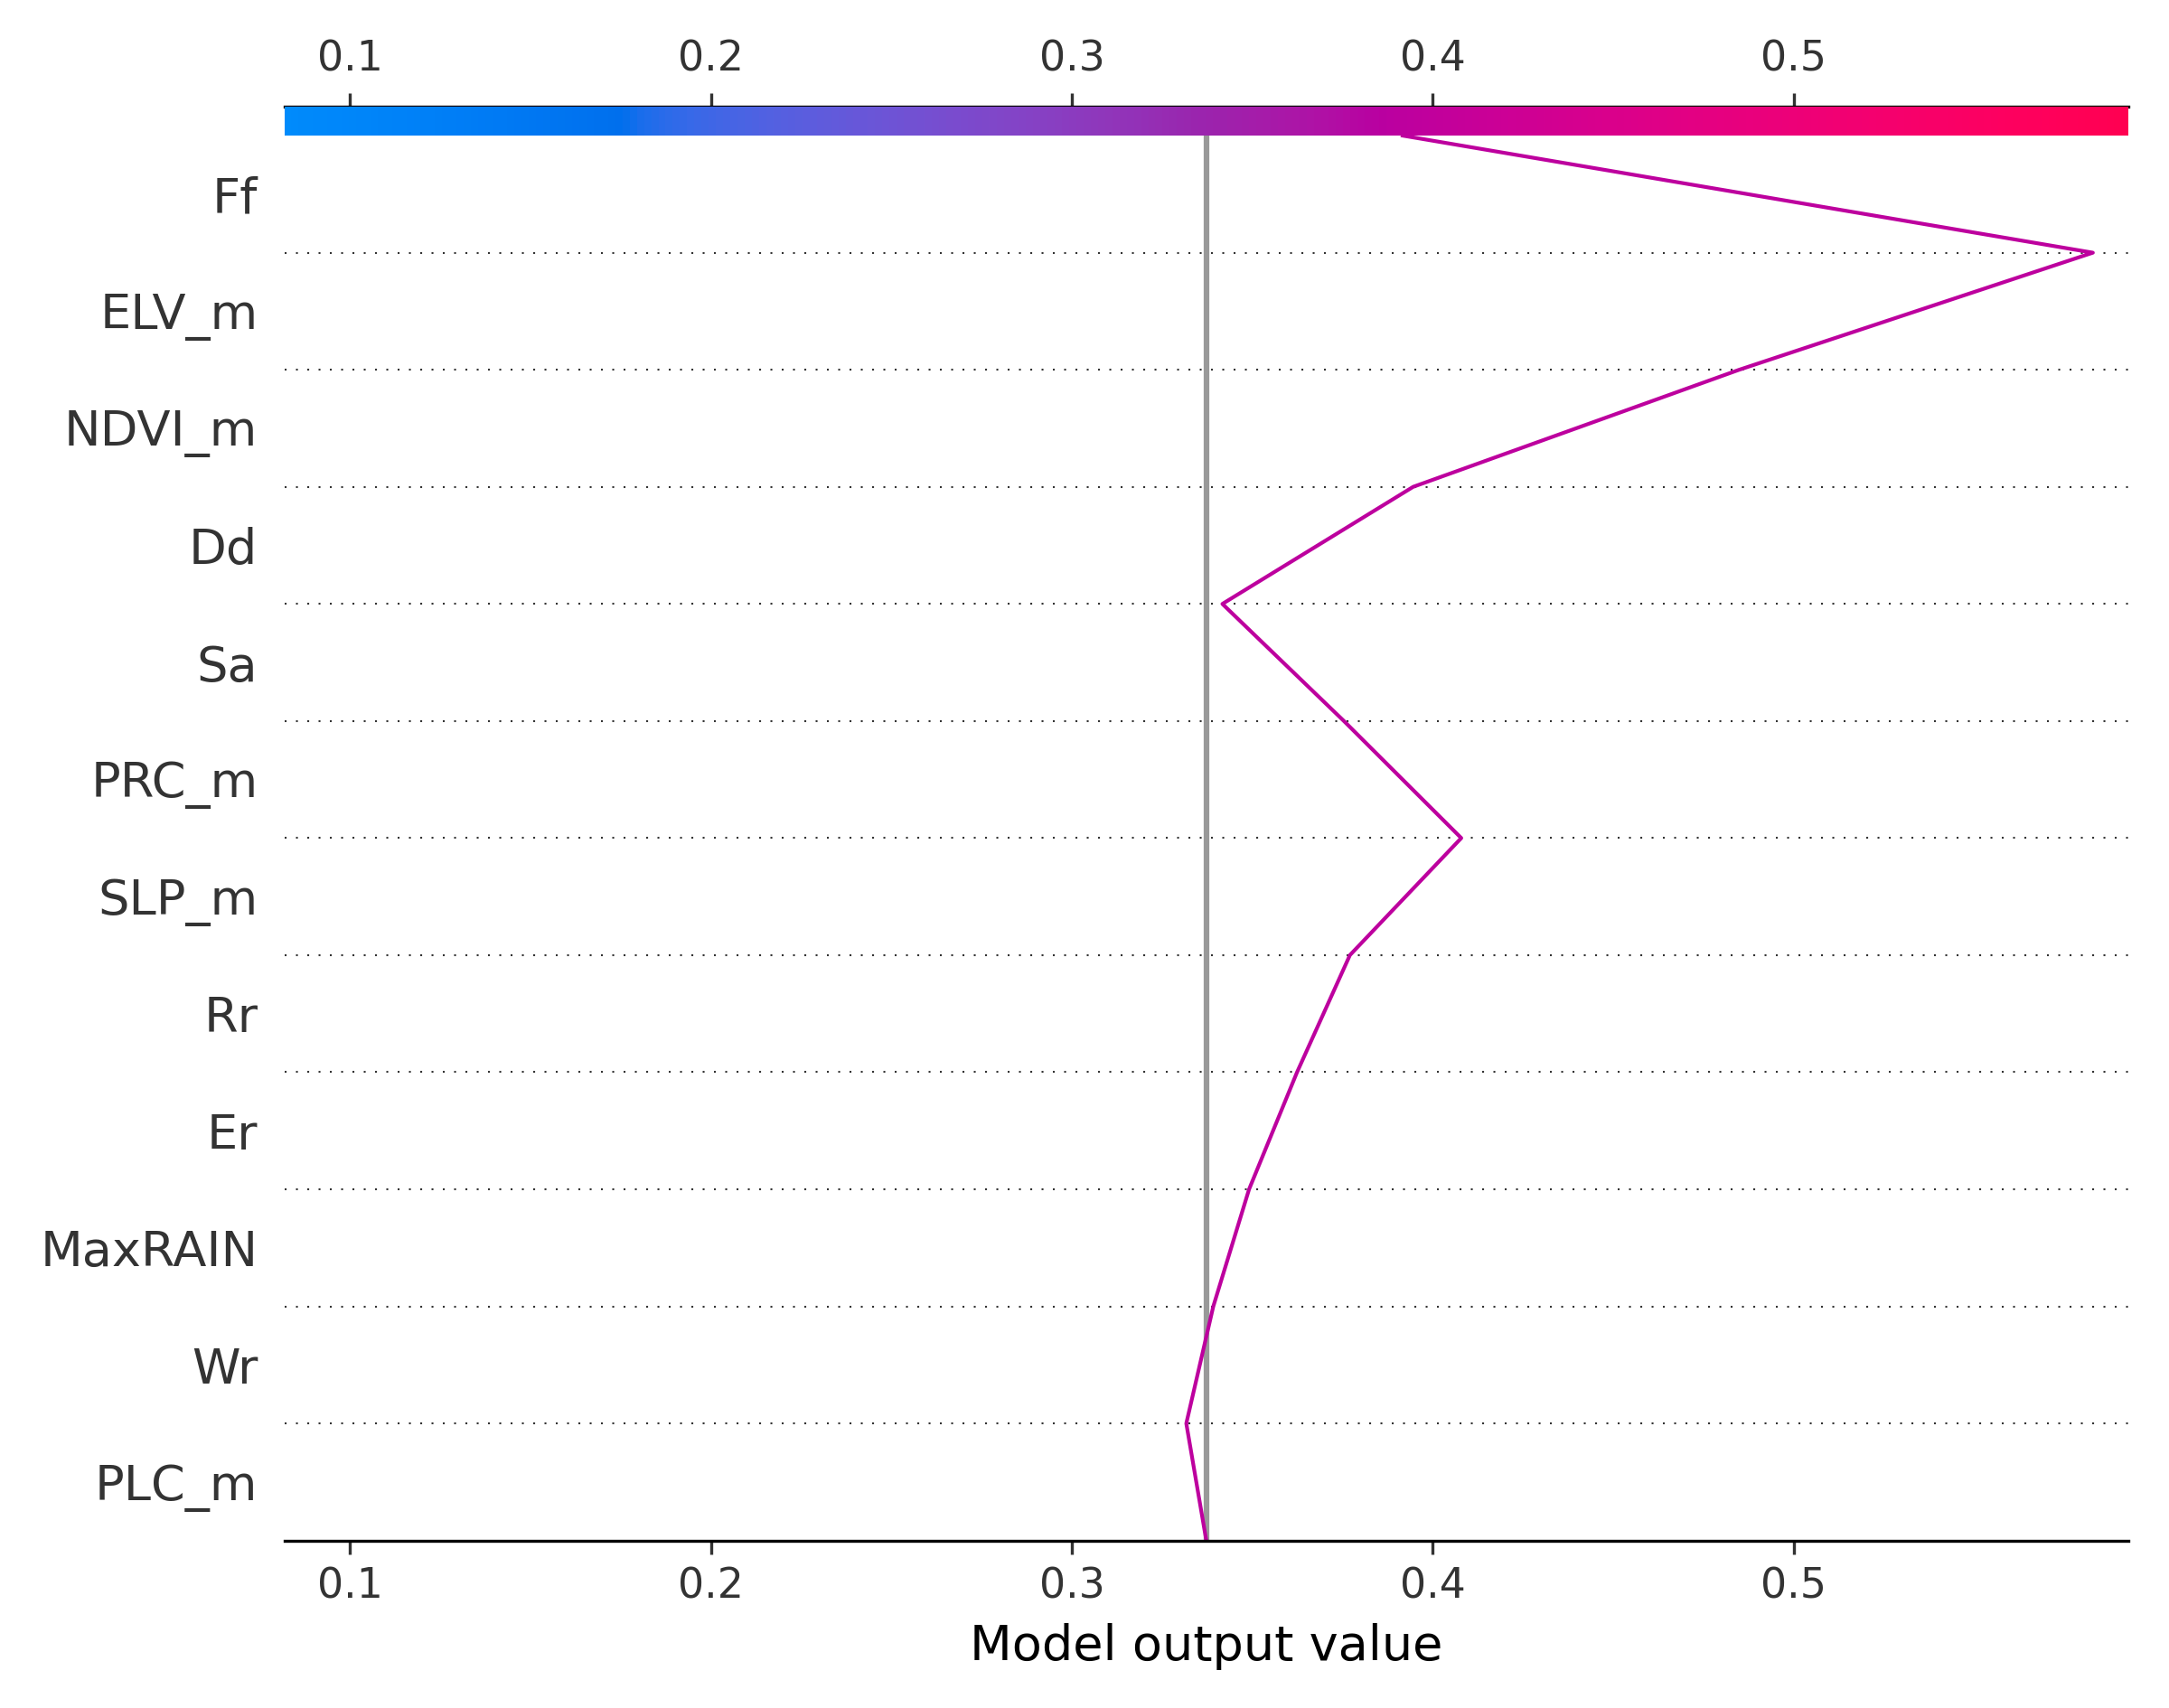 0.1 0.2 0.3 0.4 0.5
Ff
ELV_m
NDVI_m
Dd
Sa
PRC_m
SLP_m
Rr
Er
MaxRAIN
Wr
PLC_m
0.1 0.2 0.3 0.4 0.5
Model output value